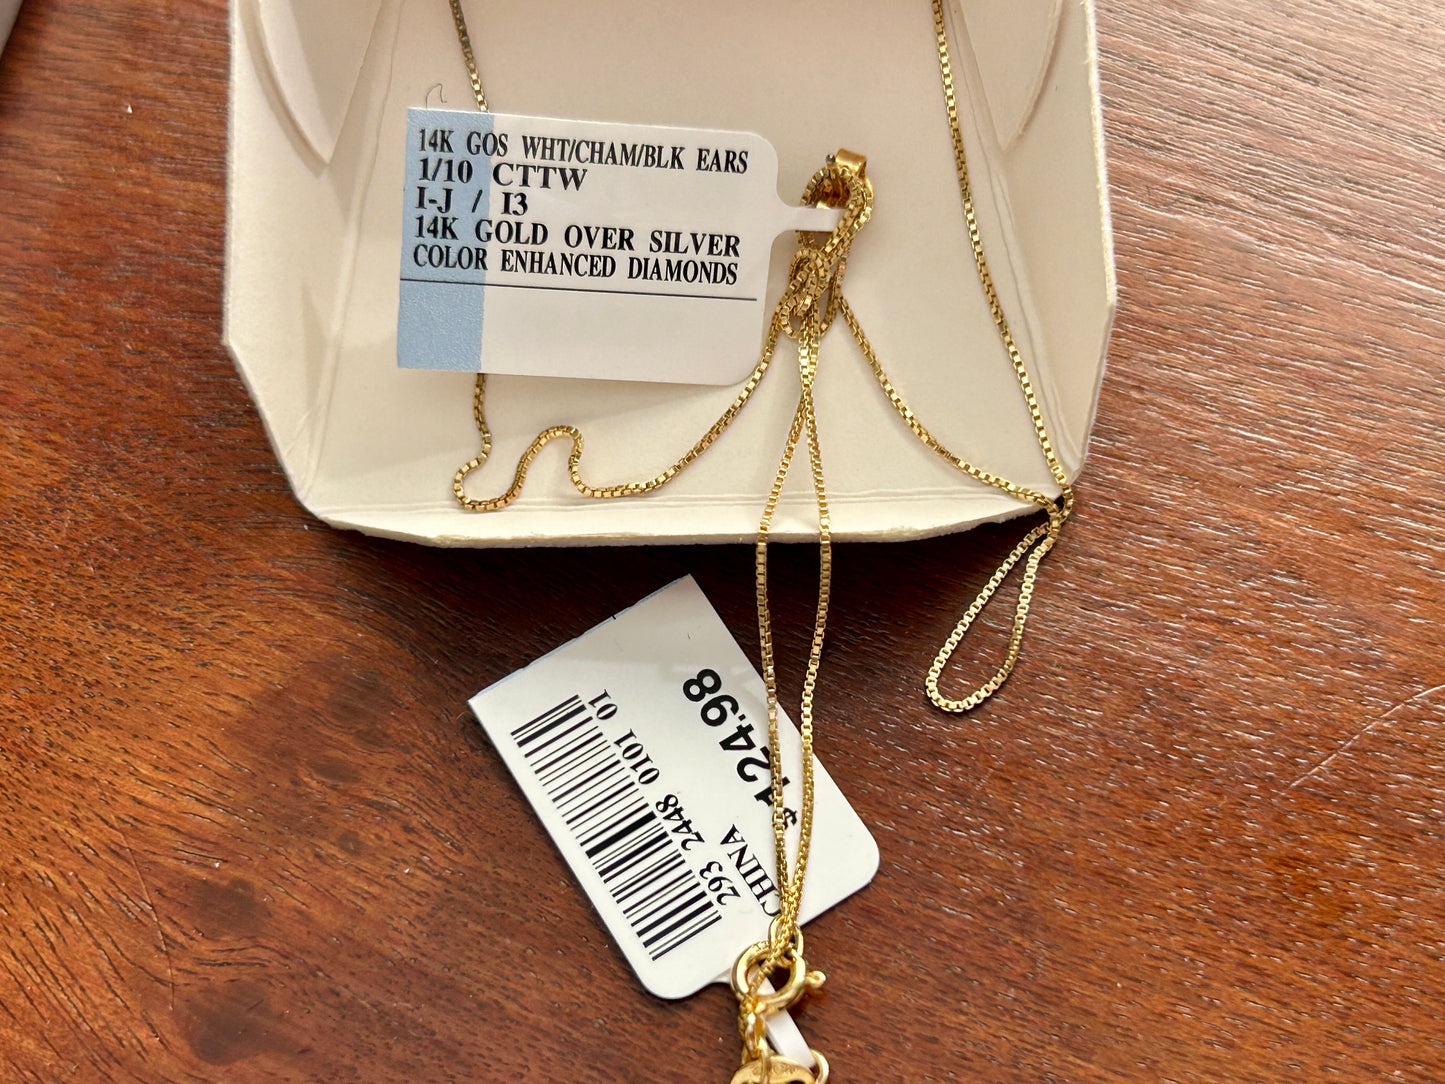 14K GOS WHT/CHAM/BLK EARS
1/10 CTTW
I-J / I3
14K GOLD OVER SILVER
COLOR ENHANCED DIAMONDS
$124.98
CHINA
293 2448 0101 01